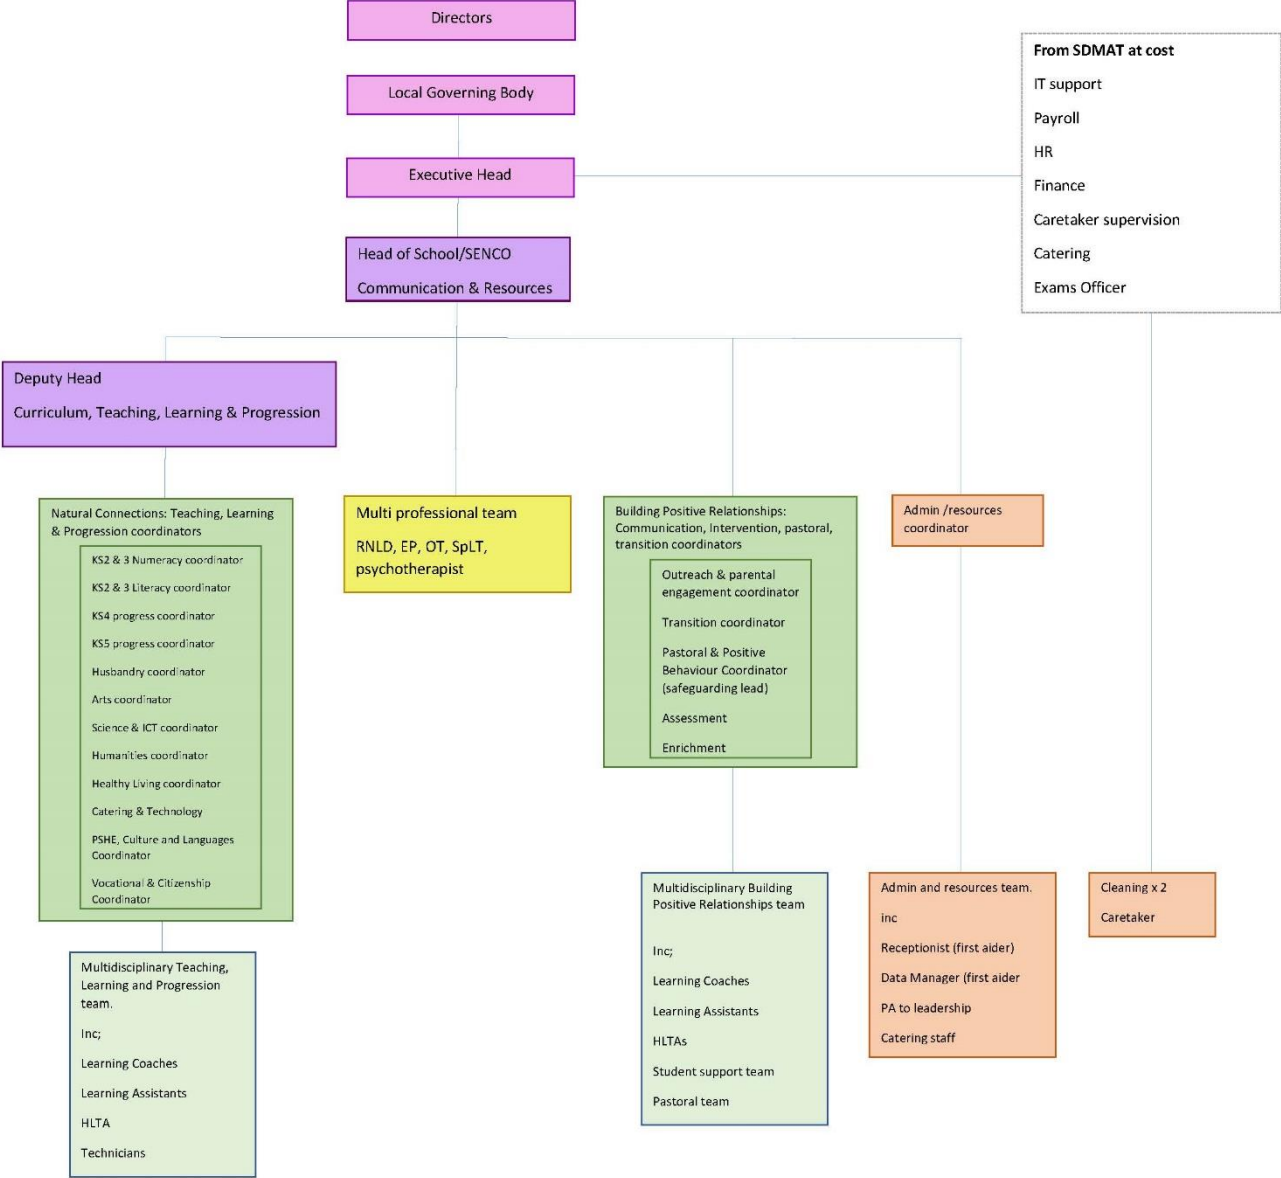 Directors
Local Governing Body
Executive Head
Head of School/SENCO
Communication & Resources
From SDMAT at cost
IT support
Payroll
HR
Finance
Caretaker supervision
Catering
Exams Officer
Deputy Head
Curriculum, Teaching, Learning & Progression
Natural Connections: Teaching, Learning
& Progression coordinators
KS2 & 3 Numeracy coordinator
KS2 & 3 Literacy coordinator
KS4 progress coordinator
KS5 progress coordinator
Husbandry coordinator
Arts coordinator
Science & ICT coordinator
Humanities coordinator
Healthy Living coordinator
Catering & Technology
PSHE, Culture and Languages
Coordinator
Vocational & Citizenship
Coordinator
Multi professional team
RNLD, EP, OT, SpLT,
psychotherapist
Building Positive Relationships:
Communication, Intervention, pastoral,
transition coordinators
Outreach & parental
engagement coordinator
Transition coordinator
Pastoral & Positive
Behaviour Coordinator
(safeguarding lead)
Assessment
Enrichment
Admin /resources
coordinator
Multidisciplinary Teaching,
Learning and Progression
team.
Inc;
Learning Coaches
Learning Assistants
HLTA
Technicians
Multidisciplinary Building
Positive Relationships team
Inc;
Learning Coaches
Learning Assistants
HLTAs
Student support team
Pastoral team
Admin and resources team.
inc
Receptionist (first aider)
Data Manager (first aider
PA to leadership
Catering staff
Cleaning x 2
Caretaker